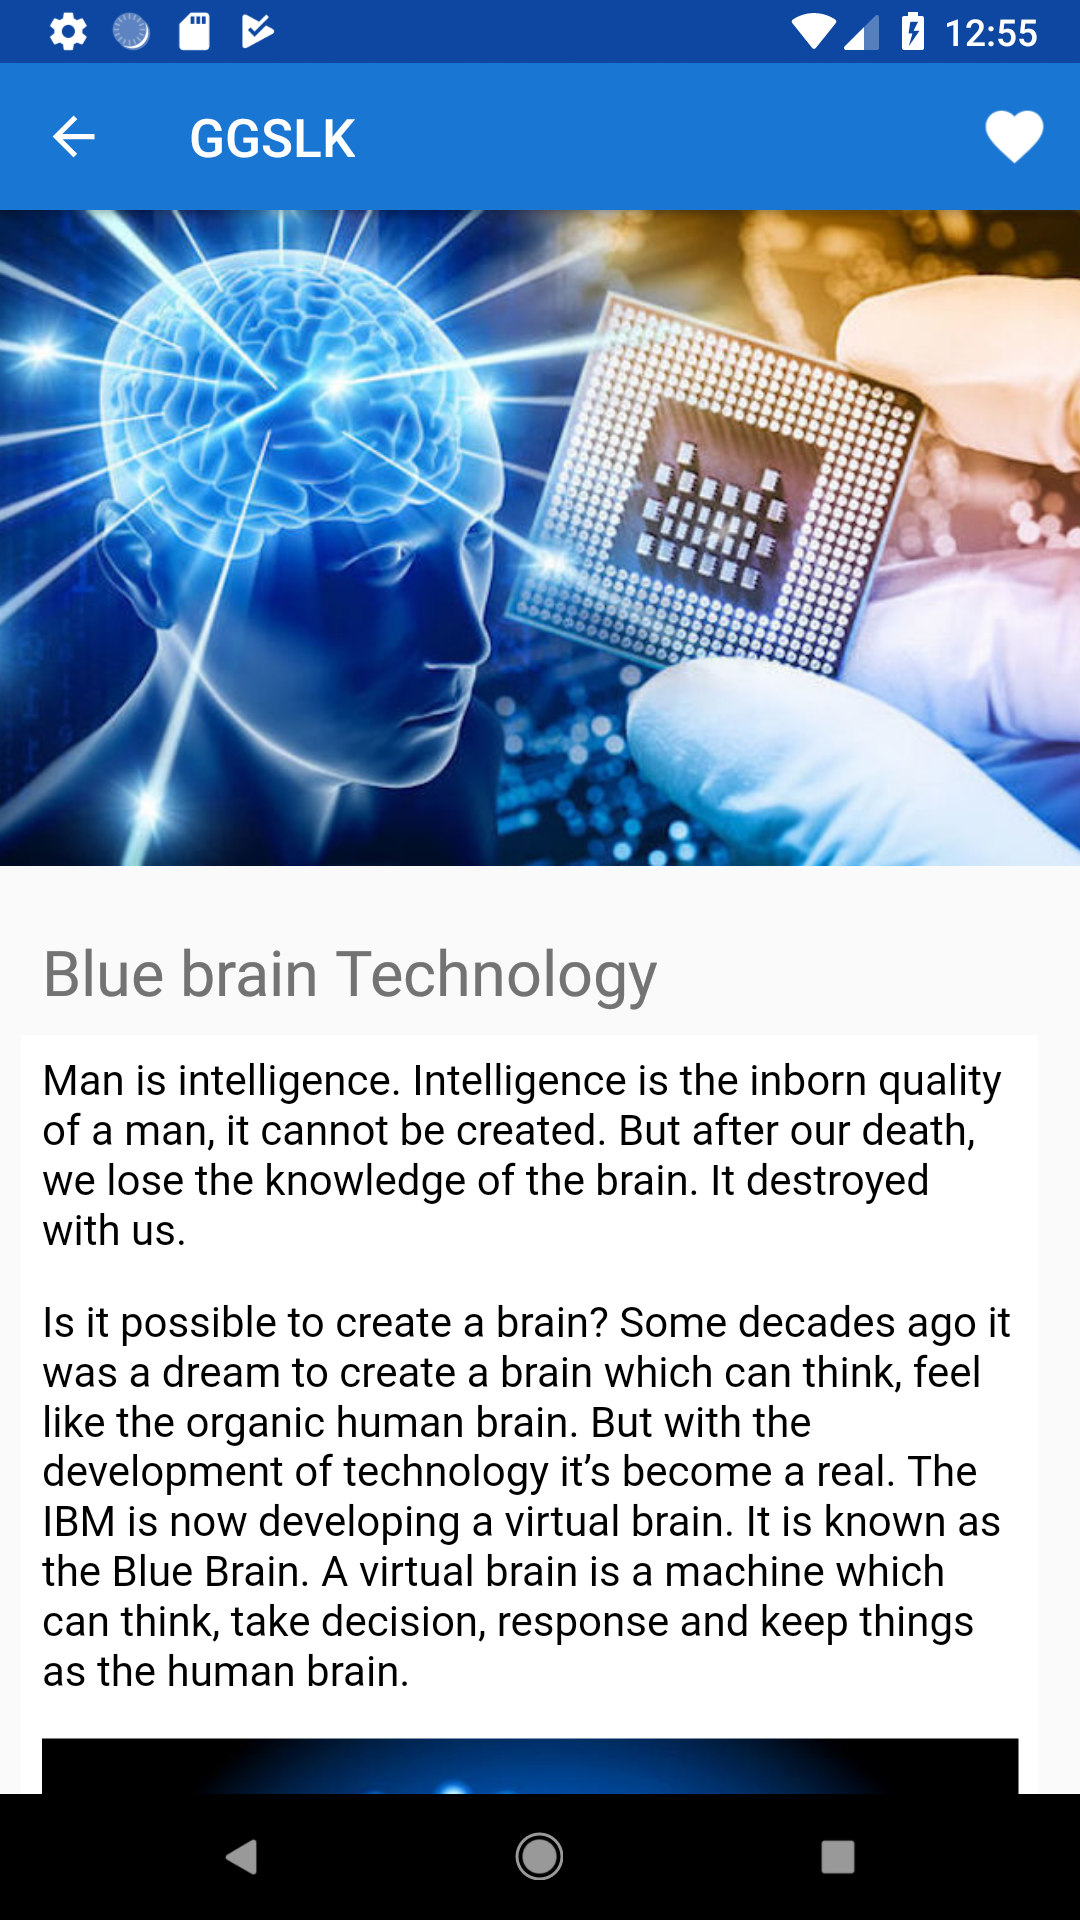 12:55
GGSLK
Blue brain Technology
Man is intelligence. Intelligence is the inborn quality
of a man, it cannot be created. But after our death,
we lose the knowledge of the brain. It destroyed
with us.
Is it possible to create a brain? Some decades ago it
was a dream to create a brain which can think, feel
like the organic human brain. But with the
development of technology it’s become a real. The
IBM is now developing a virtual brain. It is known as
the Blue Brain. A virtual brain is a machine which
can think, take decision, response and keep things
as the human brain.